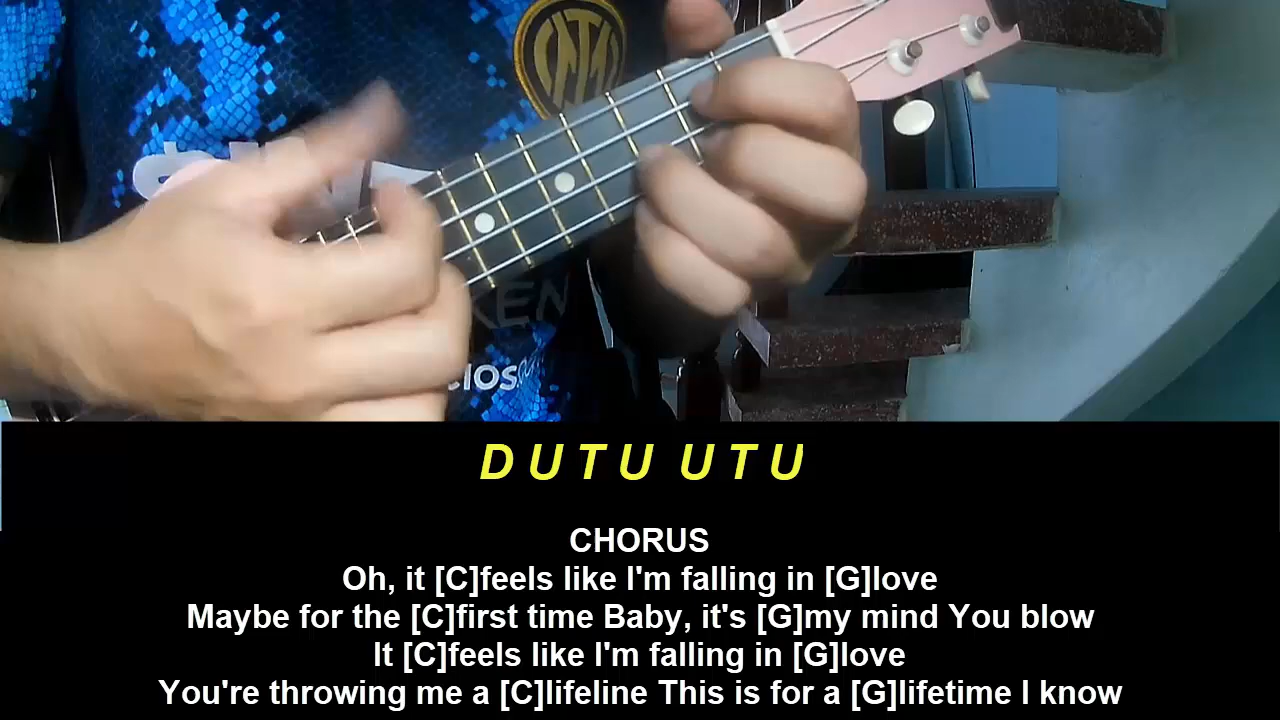 KEN
D U T U U T U
CHORUS
Oh, it [C]feels like I'm falling in [G]love
Maybe for the [C]first time Baby, it's [G]my mind You blow
It [C]feels like I'm falling in [G]love
You're throwing me a [C]lifeline This is for a [G]lifetime I know